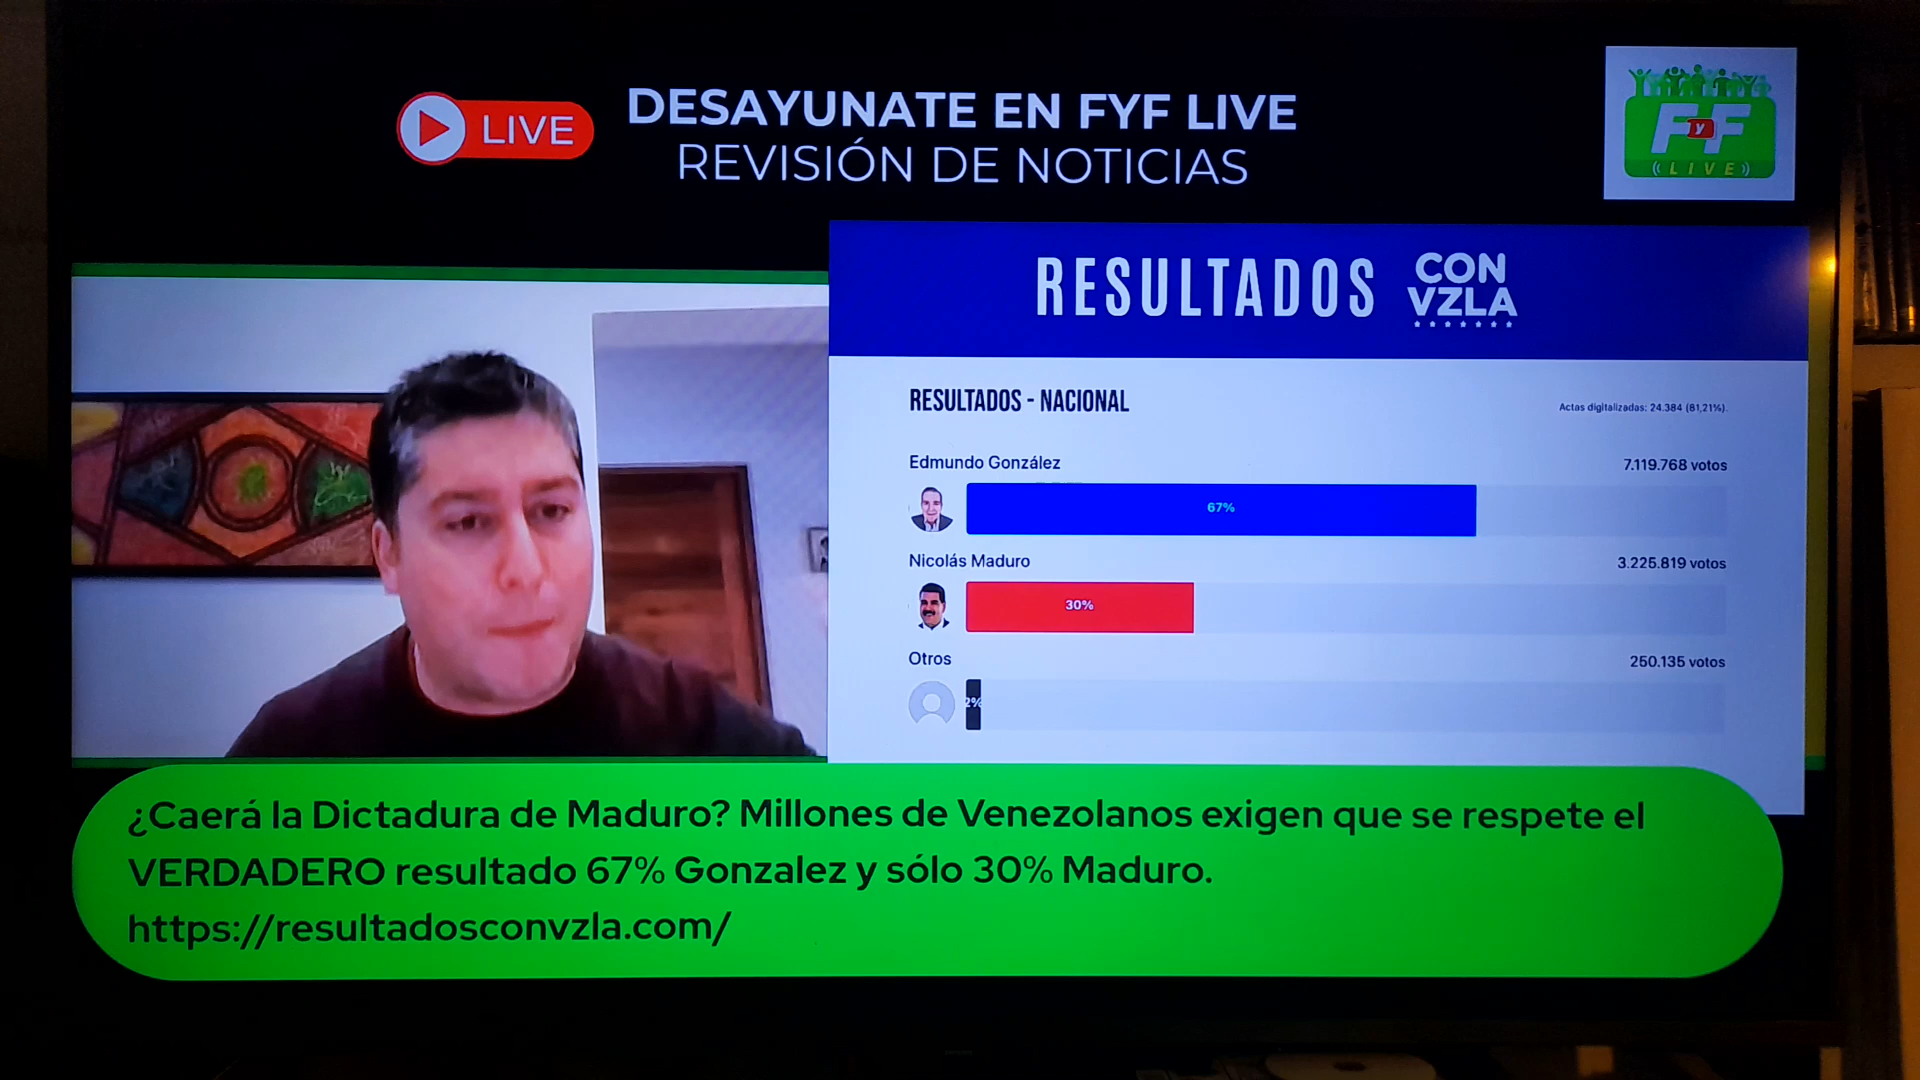 LIVE
DESAYUNATE EN FYF LIVE
REVISIÓN DE NOTICIAS
FyF
LIVE
RESULTADOS
CON
VZLA
RESULTADOS - NACIONAL
Actas digitalizadas: 24.384 (81,21%).
Edmundo González
7.119.768 votos
67%
Nicolás Maduro
3.225.819 votos
30%
Otros
250.135 votos
2%
¿Caerá la Dictadura de Maduro? Millones de Venezolanos exigen que se respete el
VERDADERO resultado 67% Gonzalez y sólo 30% Maduro.
https://resultadosconvzla.com/